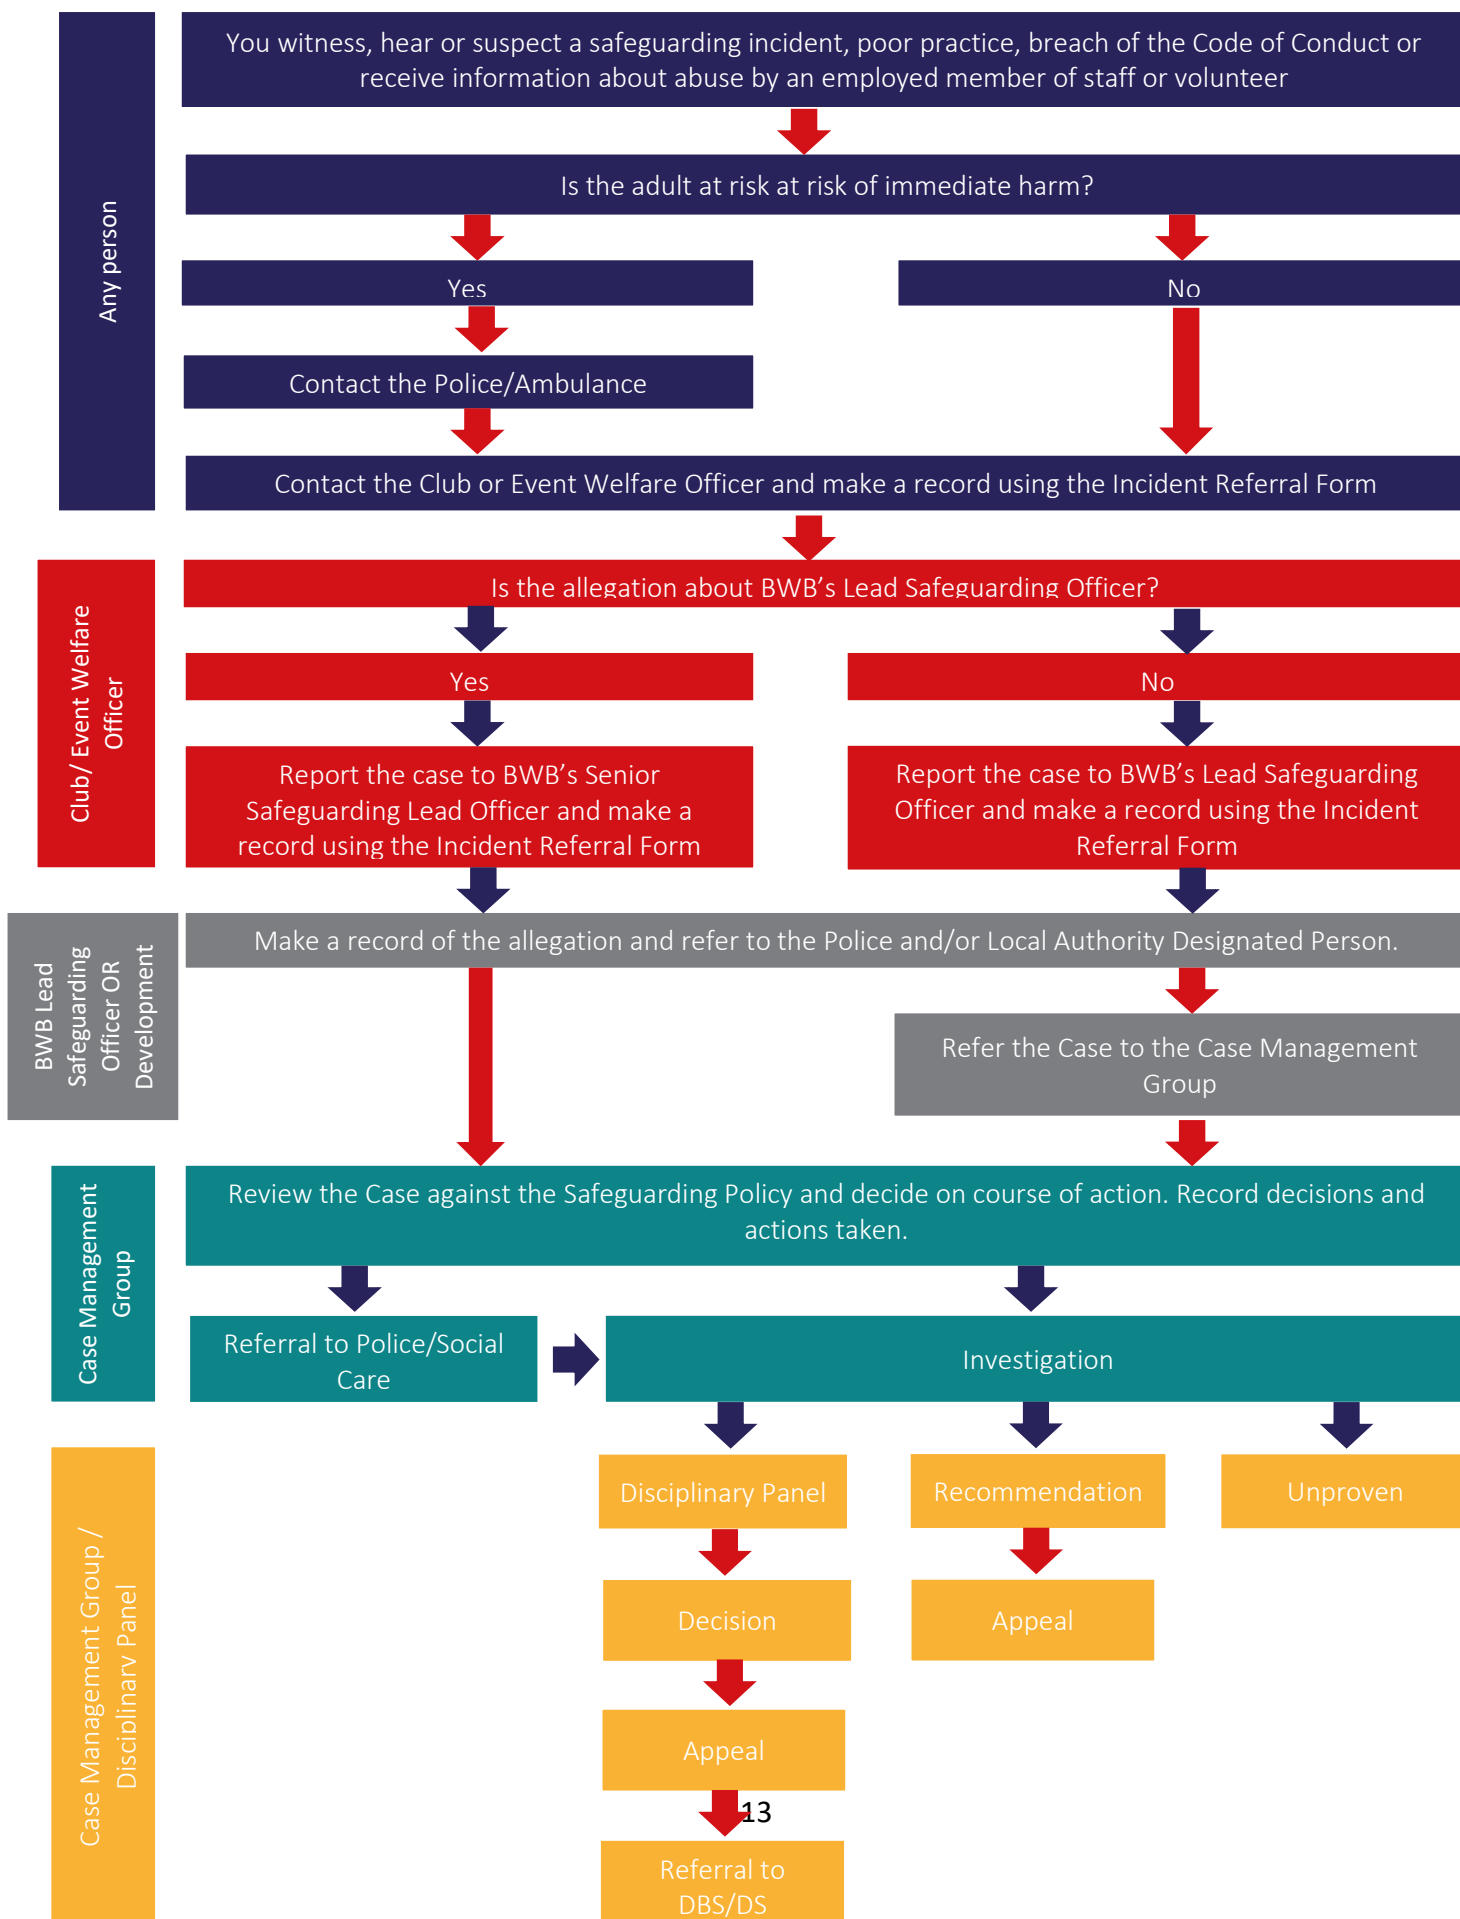 You witness, hear or suspect a safeguarding incident, poor practice, breach of the Code of Conduct or
receive information about abuse by an employed member of staff or volunteer
Any person
Is the adult at risk at risk of immediate harm?
Yes
No
Contact the Police/Ambulance
Contact the Club or Event Welfare Officer and make a record using the Incident Referral Form
Club/ Event Welfare
Officer
Is the allegation about BWB’s Lead Safeguarding Officer?
Yes
No
Report the case to BWB’s Senior
Safeguarding Lead Officer and make a
record using the Incident Referral Form
Report the case to BWB’s Lead Safeguarding
Officer and make a record using the Incident
Referral Form
BWB Lead
Safeguarding
Officer OR
Development
Make a record of the allegation and refer to the Police and/or Local Authority Designated Person.
Refer the Case to the Case Management
Group
Case Management
Group
Review the Case against the Safeguarding Policy and decide on course of action. Record decisions and
actions taken.
Referral to Police/Social
Care
Investigation
Case Management Group /
Disciplinary Panel
Disciplinary Panel
Recommendation
Unproven
Decision
Appeal
Appeal
13
Referral to
DBS/DS